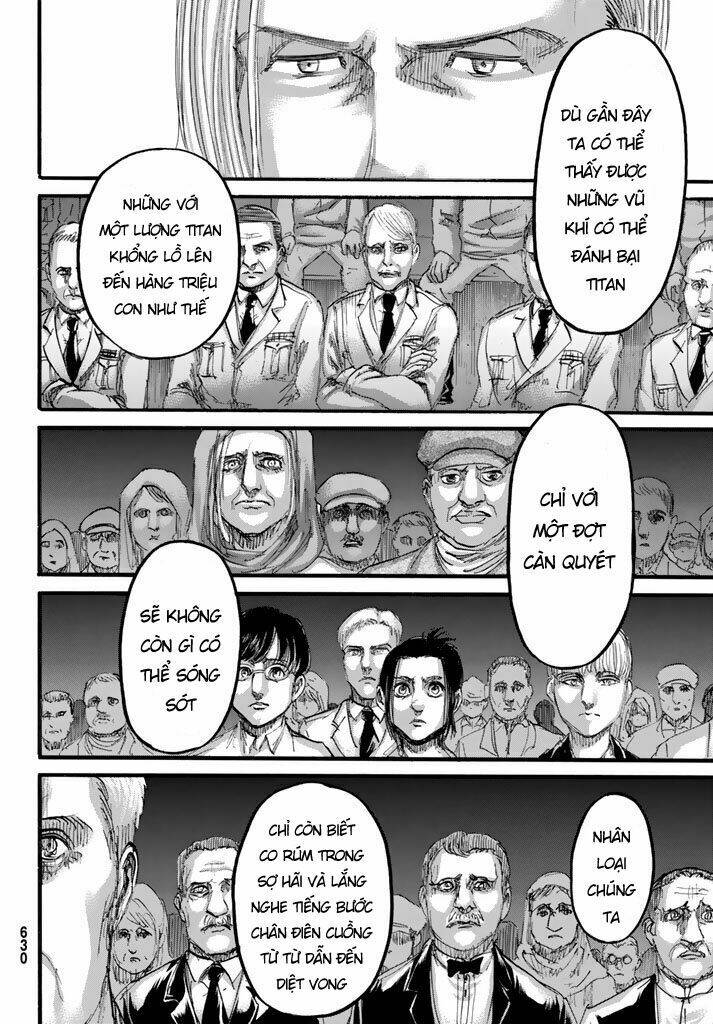 DÙ GẦN ĐÂY
TA CÓ THỂ
THẤY ĐƯỢC
NHỮNG VŨ
KHÍ CÓ THỂ
ĐÁNH BẠI
TITAN
NHỮNG VỚI
MỘT LƯỢNG TITAN
KHỔNG LỒ LÊN
ĐẾN HÀNG TRIỆU
CON NHƯ THẾ
CHỈ VỚI
MỘT ĐỢT
CÀN QUYÉT
SẼ KHÔNG
CÒN GÌ CÓ
THỂ SÓNG
SÓT
NHÂN
LOẠI
CHÚNG
TA
CHỈ CÒN BIẾT
CO RÚM TRONG
SỢ HÃI VÀ LẮNG
NGHE TIẾNG BƯỚC
CHÂN ĐIÊN CUỒNG
TỪ TỪ DẪN ĐẾN
DIỆT VONG
630